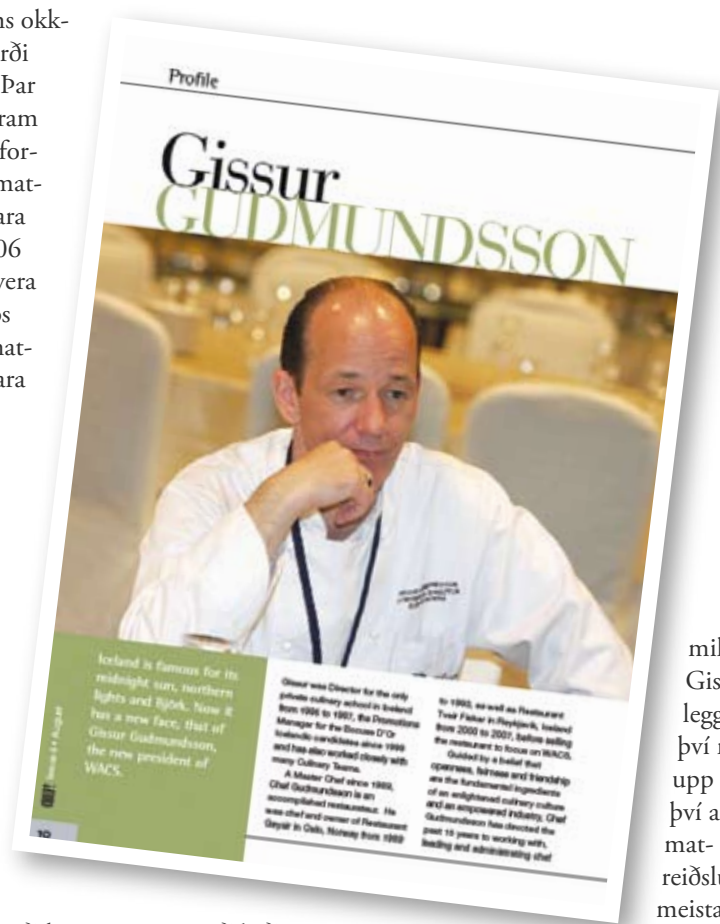 ns okk-
rði
Þar
ram
for-
mat-
ara
06
vera
os
mat-
ara
Profile
Gissur
GUDMUNDSSON
Iceland is famous for its
midnight sun, northern
lights and Björk. Now it
has a new face, that of
Gissur Gudmundsson,
the new president of
WACS.
Gissur was Director for the only
private culinary school in Iceland
from 1996 to 1997, the Promotions
Manager for the Bocuse D'Or
Icelandic candidates since 1999
and has also worked closely with
many Culinary Teams.
A Master Chef since 1989,
Chef Gudmundsson is an
accomplished restaurateur. He
was chef and owner of Restaurant
in Oslo, Norway from 1989
to 1993, as well as Restaurant
Tveir Fiskar in Reykjavik, Iceland
from 2000 to 2007, before selling
the restaurant to focus on WACS.
Guided by a belief that
openness, fairness and friendship
are the fundamental ingredients
of an enlightened culinary culture
and an empowered industry, Chef
Gudmundsson has directed the
past 15 years to working with,
leading and administrating chef
August
10
mil
Gis
legg
því
upp
því a
mat-
reiðslu
meista